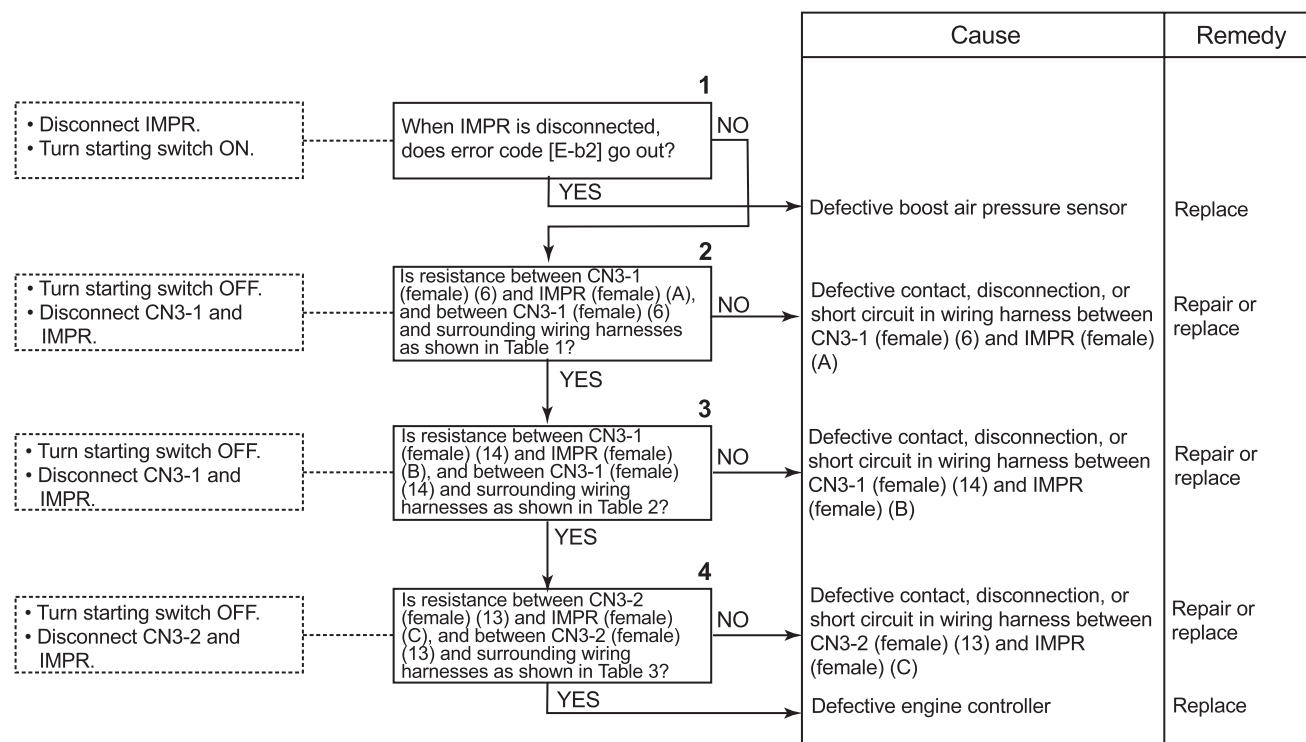 Cause
Remedy
1
• Disconnect IMPR.
• Turn starting switch ON.
When IMPR is disconnected,
does error code [E-b2] go out?
NO
YES
Defective boost air pressure sensor
Replace
2
• Turn starting switch OFF.
• Disconnect CN3-1 and
IMPR.
Is resistance between CN3-1
(female) (6) and IMPR (female) (A),
and between CN3-1 (female) (6)
and surrounding wiring harnesses
as shown in Table 1?
NO
YES
Defective contact, disconnection, or
short circuit in wiring harness between
CN3-1 (female) (6) and IMPR (female)
(A)
Repair or
replace
3
• Turn starting switch OFF.
• Disconnect CN3-1 and
IMPR.
Is resistance between CN3-1
(female) (14) and IMPR (female)
(B), and between CN3-1 (female)
(14) and surrounding wiring
harnesses as shown in Table 2?
NO
YES
Defective contact, disconnection, or
short circuit in wiring harness between
CN3-1 (female) (14) and IMPR
(female) (B)
Repair or
replace
4
• Turn starting switch OFF.
• Disconnect CN3-2 and
IMPR.
Is resistance between CN3-2
(female) (13) and IMPR (female)
(C), and between CN3-2 (female)
(13) and surrounding wiring
harnesses as shown in Table 3?
NO
YES
Defective contact, disconnection, or
short circuit in wiring harness between
CN3-2 (female) (13) and IMPR
(female) (C)
Repair or
replace
Defective engine controller
Replace